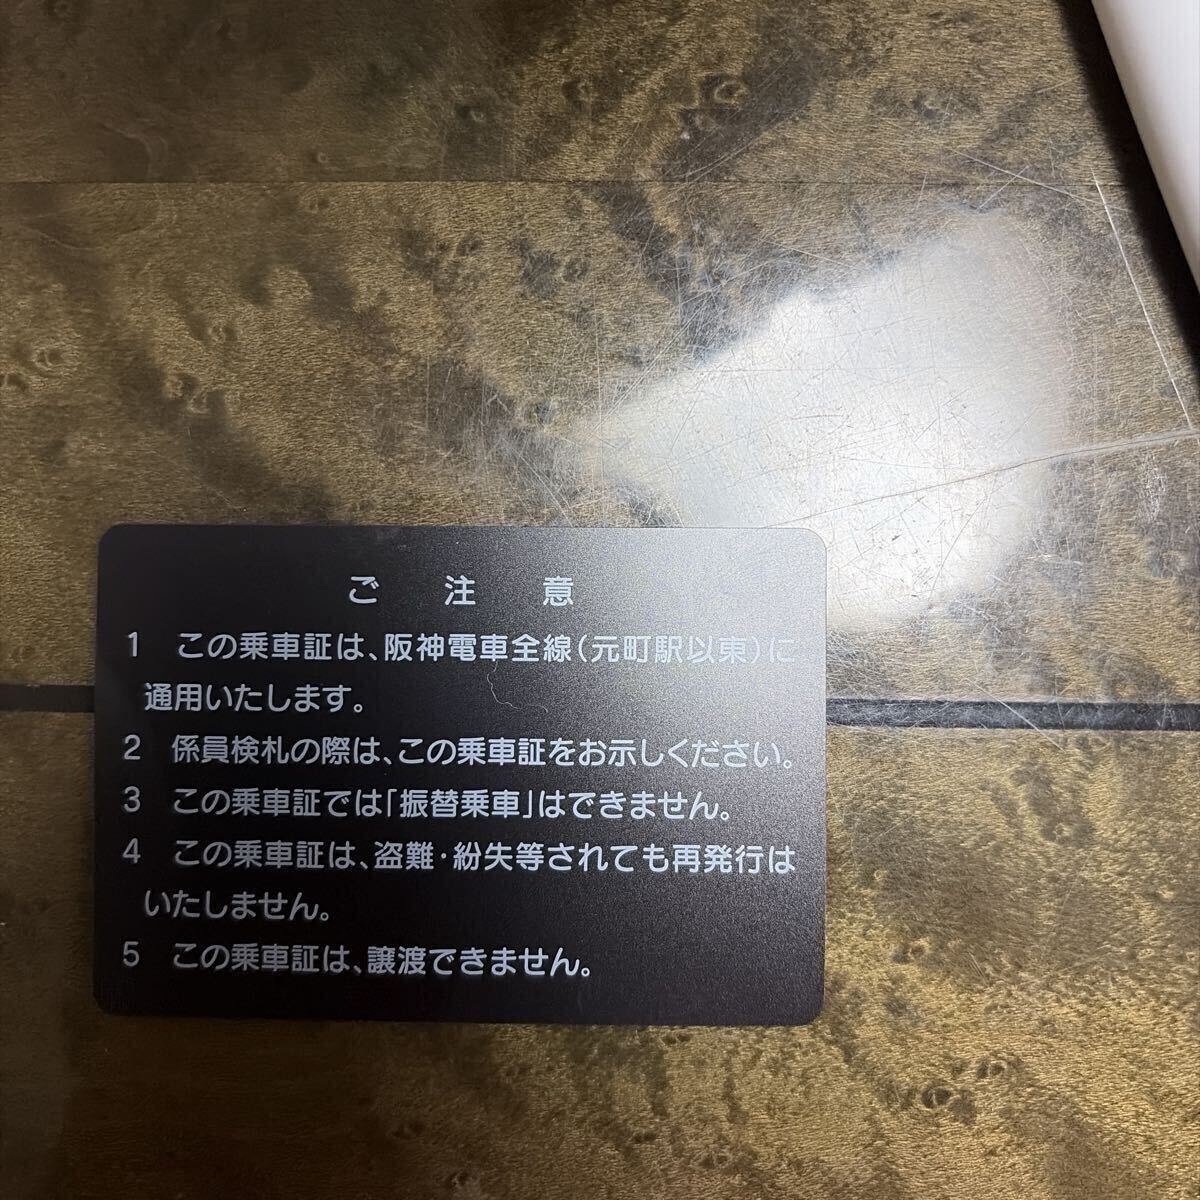 ご注意
1 この乗車証は、阪神電車全線(元町駅以東)に
通用いたします。
2 係員検札の際は、この乗車証をお示しください。
3 この乗車証では「振替乗車」はできません。
4 この乗車証は、盗難・紛失等されても再発行は
いたしません。
5 この乗車証は、譲渡できません。